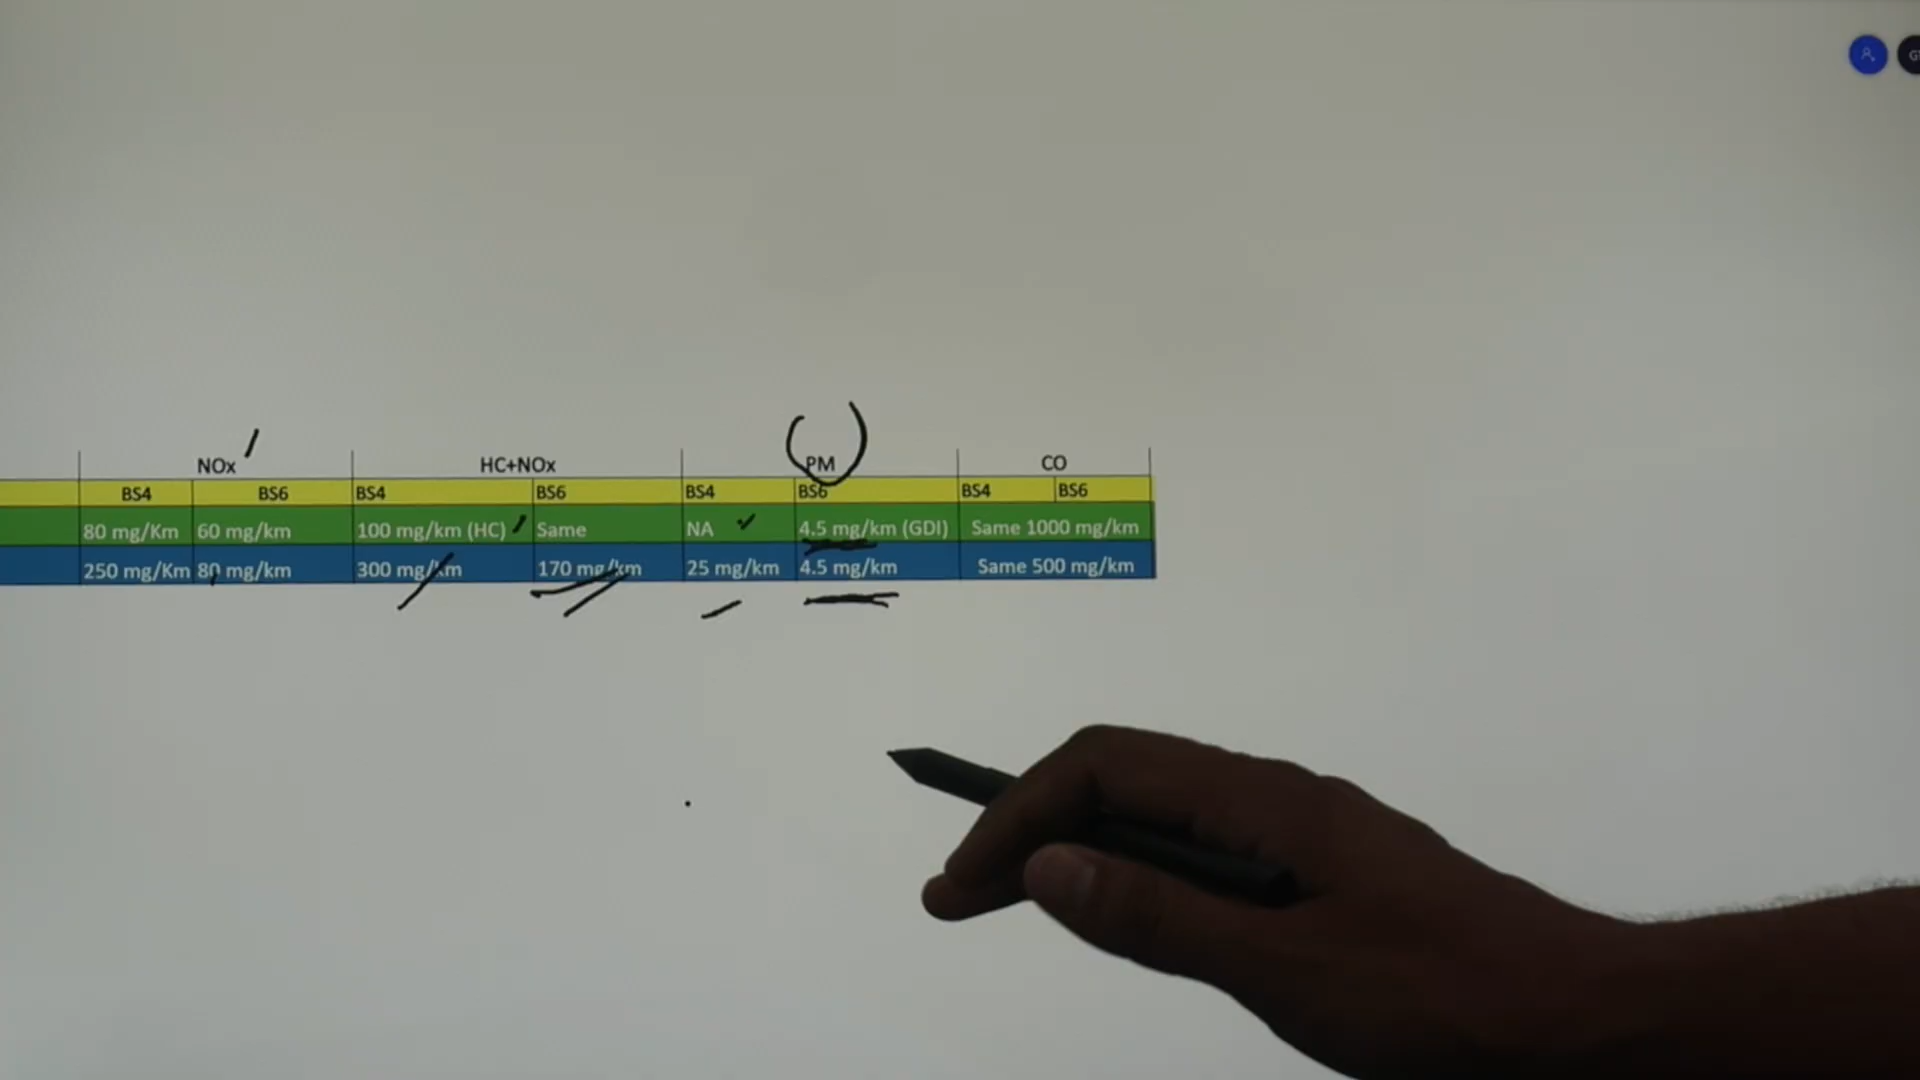 NOx HC+NOx PM CO
BS4 BS6 BS4 BS6 BS4 BS6 BS4 BS6
80 mg/Km 60 mg/km 100 mg/km (HC) Same NA 4.5 mg/km (GDI) Same 1000 mg/km
250 mg/Km 80 mg/km 300 mg/km 170 mg/km 25 mg/km 4.5 mg/km Same 500 mg/km